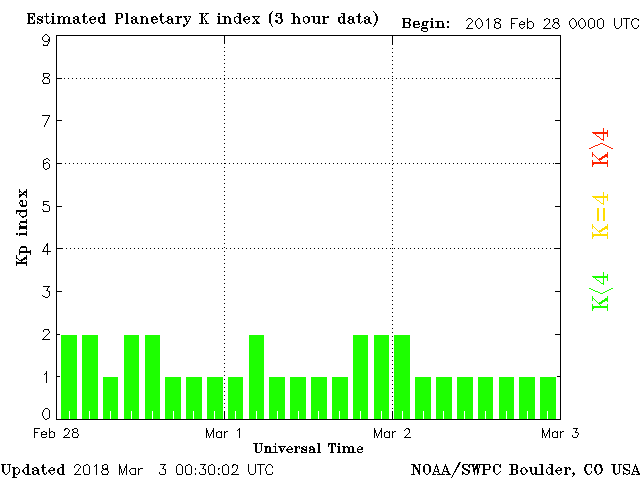 Estimated Planetary K index (3 hour data)
Begin: 2018 Feb 28 0000 UTC
9
8
7
6
5
4
3
2
1
0
Kp index
K>4
K=4
K<4
Feb 28
Mar 1
Mar 2
Mar 3
Universal Time
Updated 2018 Mar 3 00:30:02 UTC
NOAA/SWPC Boulder, CO USA